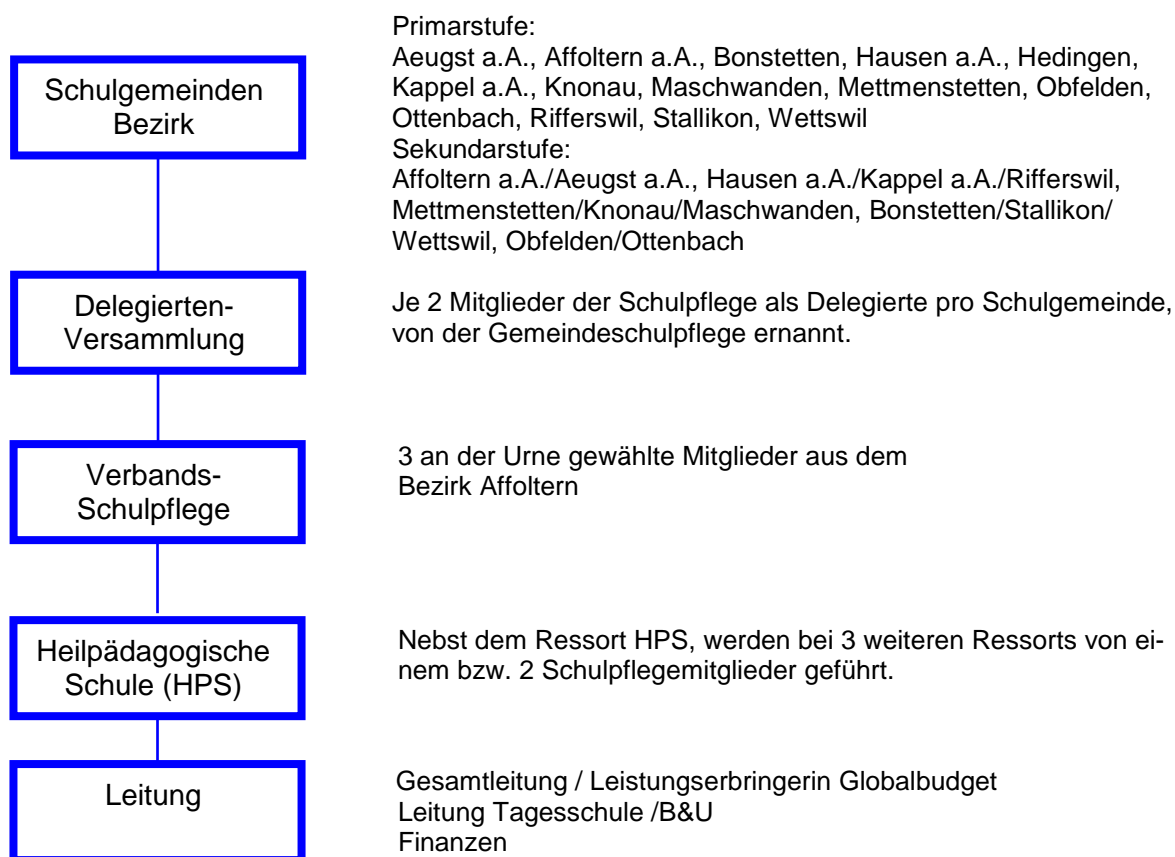 Schulgemeinden
Bezirk
Primarstufe:
Aeugst a.A., Affoltern a.A., Bonstetten, Hausen a.A., Hedingen,
Kappel a.A., Knonau, Maschwanden, Mettmenstetten, Obfelden,
Ottenbach, Rifferswil, Stallikon, Wettswil
Sekundarstufe:
Affoltern a.A./Aeugst a.A., Hausen a.A./Kappel a.A./Rifferswil,
Mettmenstetten/Knonau/Maschwanden, Bonstetten/Stallikon/
Wettswil, Obfelden/Ottenbach
Delegierten-
Versammlung
Je 2 Mitglieder der Schulpflege als Delegierte pro Schulgemeinde,
von der Gemeindeschulpflege ernannt.
Verbands-
Schulpflege
3 an der Urne gewählte Mitglieder aus dem
Bezirk Affoltern
Heilpädagogische
Schule (HPS)
Nebst dem Ressort HPS, werden bei 3 weiteren Ressorts von ei-
nem bzw. 2 Schulpflegemitglieder geführt.
Leitung
Gesamtleitung / Leistungserbringerin Globalbudget
Leitung Tagesschule /B&U
Finanzen